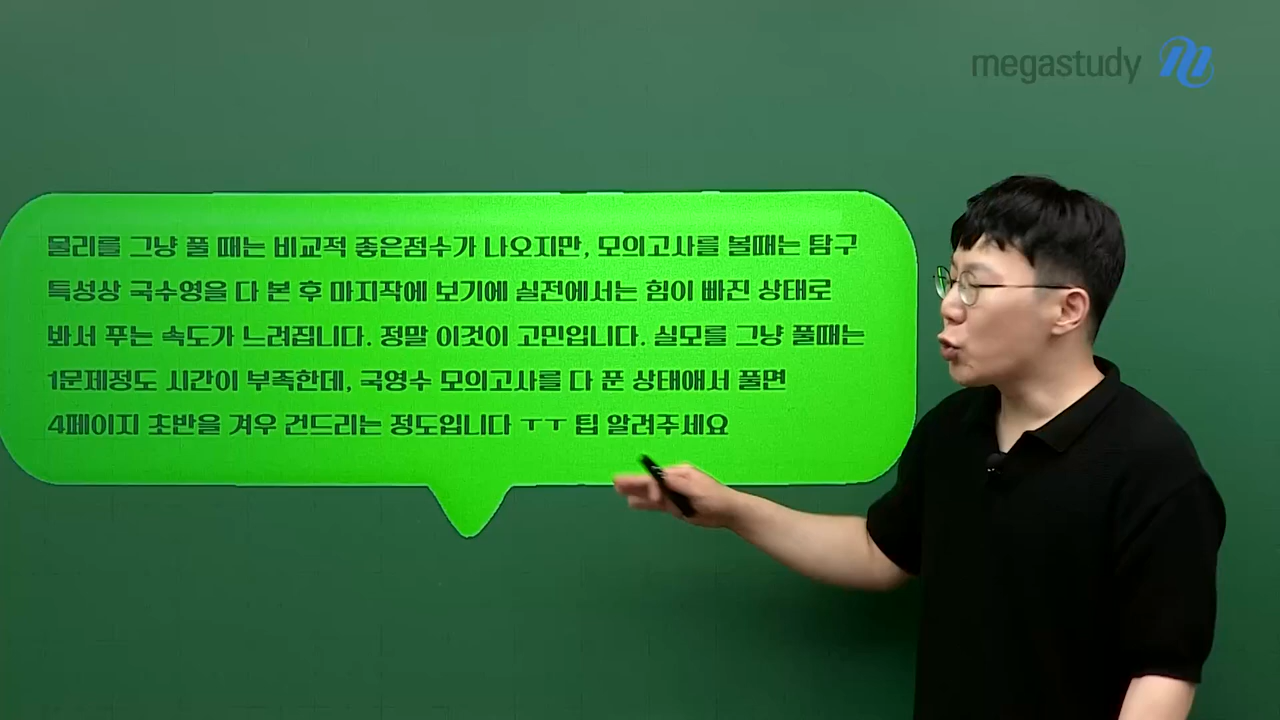 megastudy
물리를 그냥 풀 때는 비교적 좋은점수가 나오지만, 모의고사를 볼때는 탐구
특성상 국수영을 다 본 후 마지작에 보기에 실전에서는 힘이 빠진 상태로
봐서 푸는 속도가 느려집니다. 정말 이것이 고민입니다. 실모를 그냥 풀때는
1문제정도 시간이 부족한데, 국영수 모의고사를 다 푼 상태애서 풀면
4페이지 초반을 겨우 건드리는 정도입니다 ㅜㅜ 팁 알려주세요